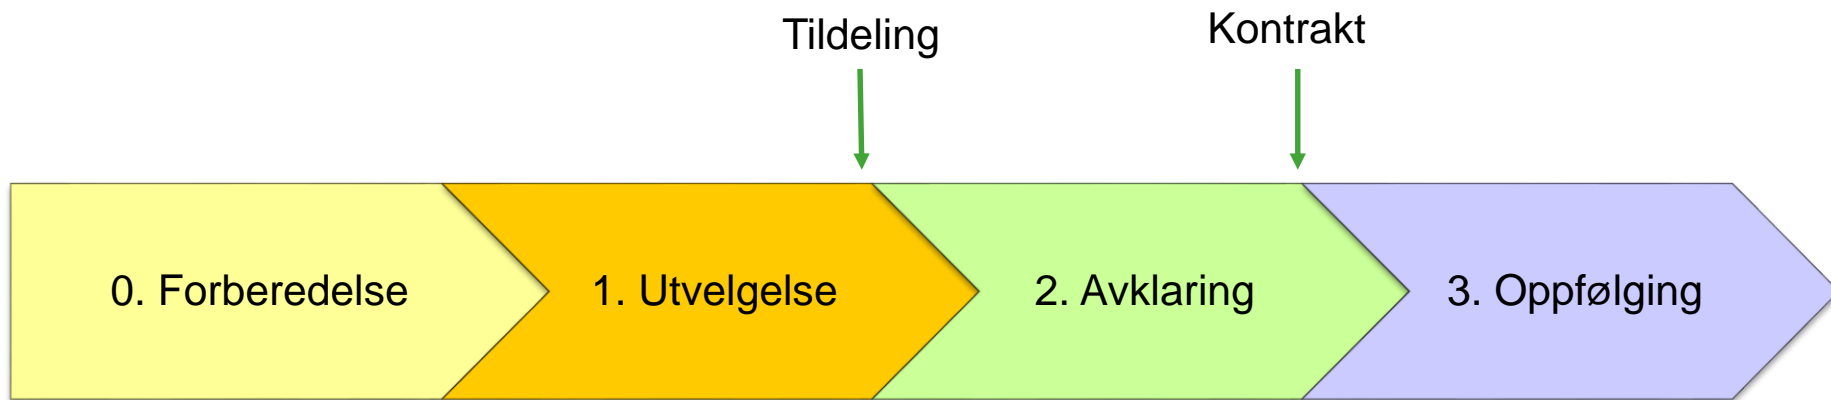 Tildeling
Kontrakt
0. Forberedelse
1. Utvelgelse
2. Avklaring
3. Oppfølging